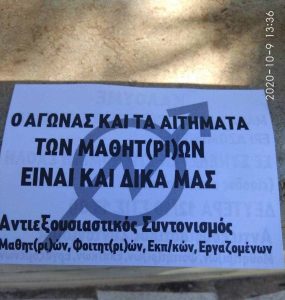 2020-10-9 13:36
Ο ΑΓΩΝΑΣ ΚΑΙ ΤΑ ΑΙΤΗΜΑΤΑ
ΤΩΝ ΜΑΘΗΤ(ΡΙ)ΩΝ
ΕΙΝΑΙ ΚΑΙ ΔΙΚΑ ΜΑΣ
Αντιεξουσιαστικός Συντονισμός
Μαθητ(ρι)ών, Φοιτητ(ρι)ών, Εκπ/κών, Εργαζομένων